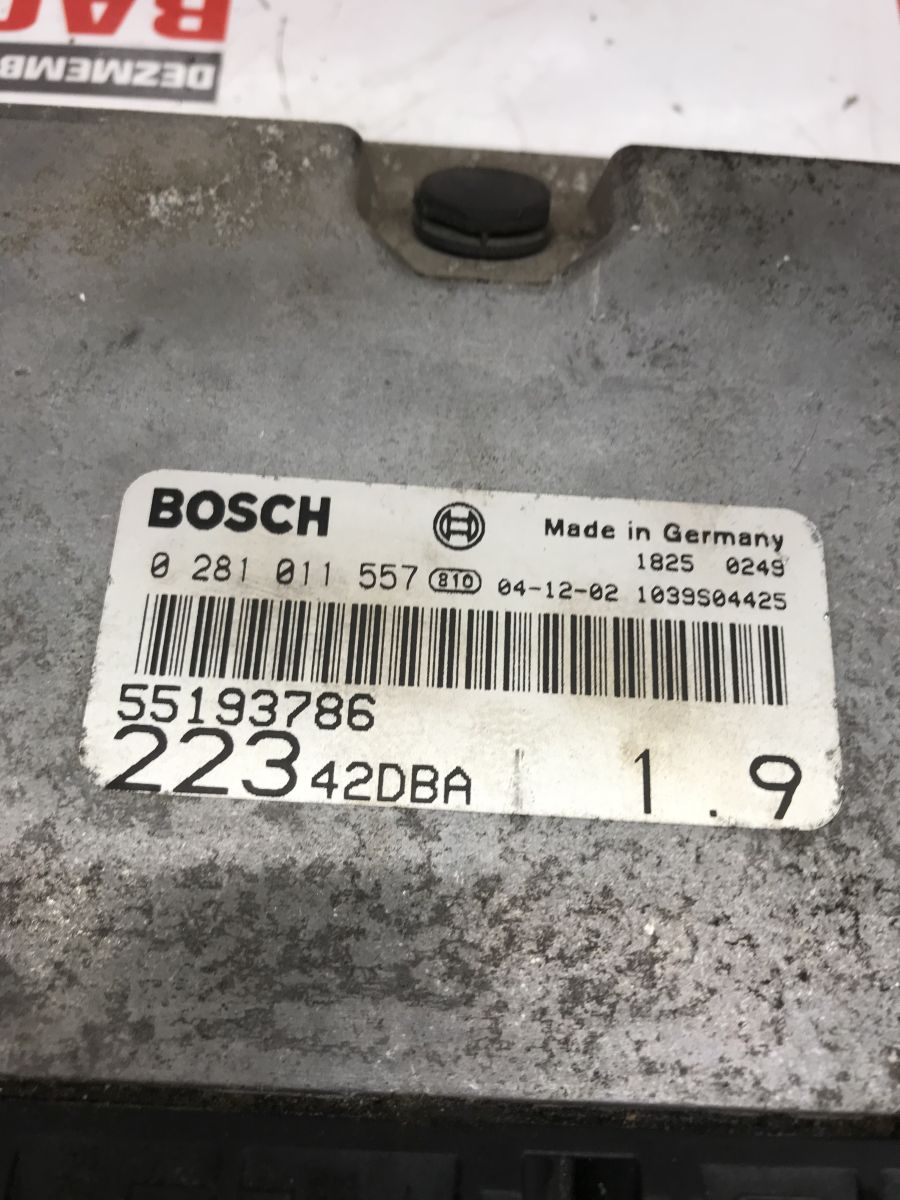 BAC
DEZMEMB
BOSCH Made in Germany
1825 0249
0 281 011 557 810 04-12-02 1039S04425
55193786
223 42DBA 1.9